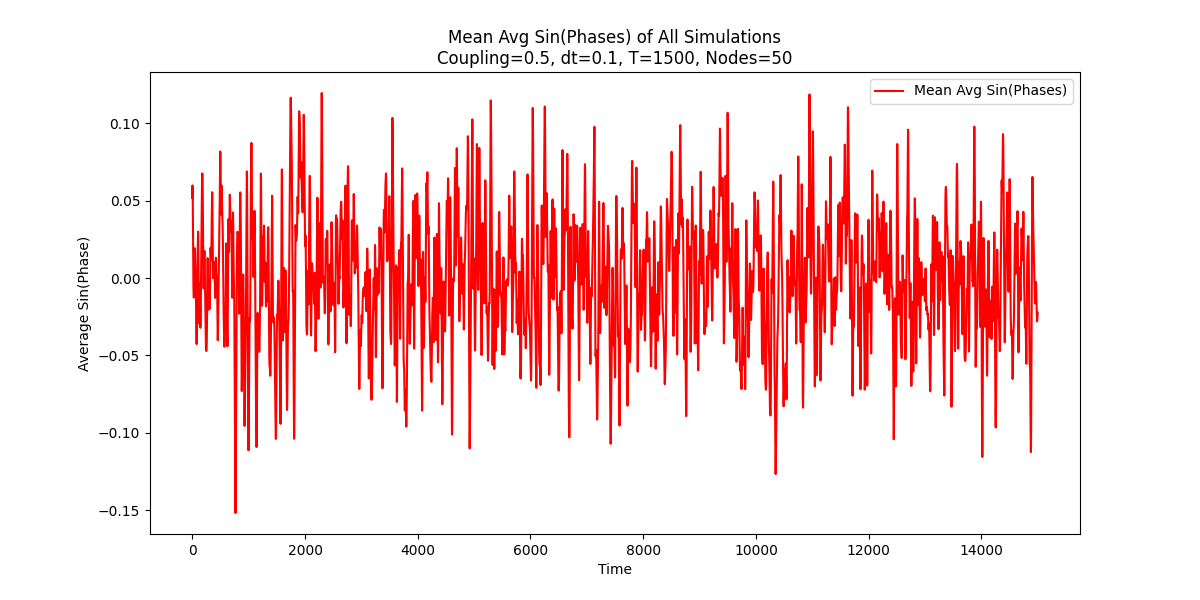 Mean Avg Sin(Phases) of All Simulations
Coupling=0.5, dt=0.1, T=1500, Nodes=50
Mean Avg Sin(Phases)
0.10
0.05
0.00
−0.05
−0.10
−0.15
Average Sin(Phase)
0 2000 4000 6000 8000 10000 12000 14000
Time